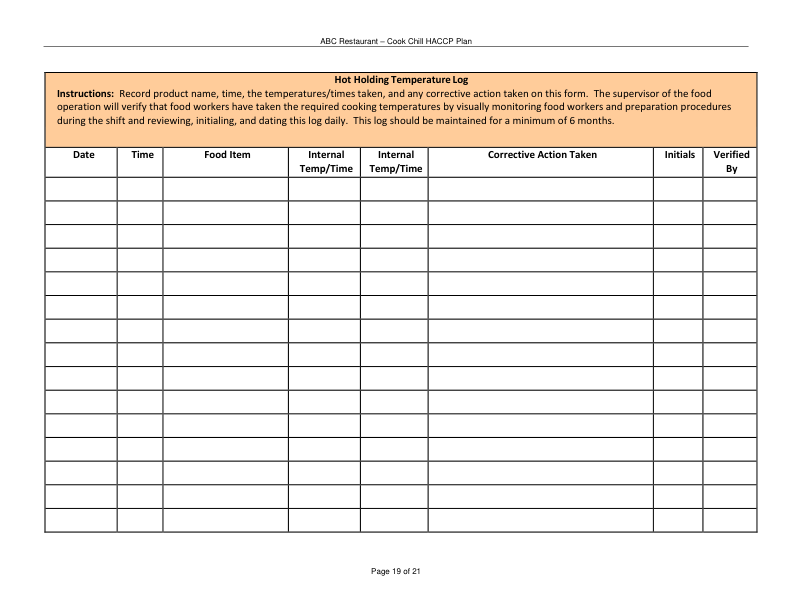 ABC Restaurant – Cook Chill HACCP Plan
Hot Holding Temperature Log
Instructions:  Record product name, time, the temperatures/times taken, and any corrective action taken on this form.  The supervisor of the food
operation will verify that food workers have taken the required cooking temperatures by visually monitoring food workers and preparation procedures
during the shift and reviewing, initialing, and dating this log daily.  This log should be maintained for a minimum of 6 months.
Date Time Food Item Internal Internal Corrective Action Taken Initials Verified
Temp/Time Temp/Time By
Page 19 of 21